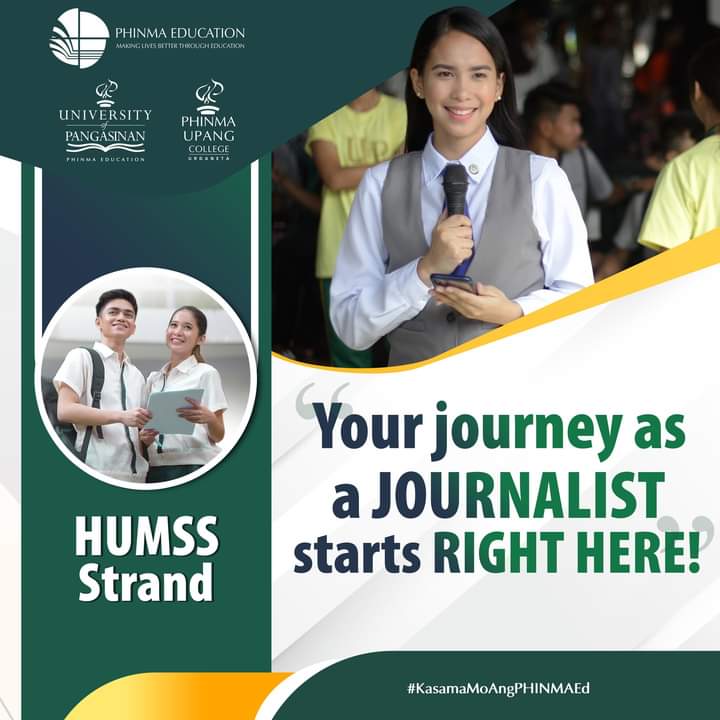 PHINMA EDUCATION
MAKING LIVES BETTER THROUGH EDUCATION
UNIVERSITY
of
PANGASINAN
PHINMA EDUCATION
PHINMA
UPANG
COLLEGE
URDANETA
HUMSS
Strand
“Your journey as
a JOURNALIST
starts RIGHT HERE!”
#KasamaMoAngPHINMAEd